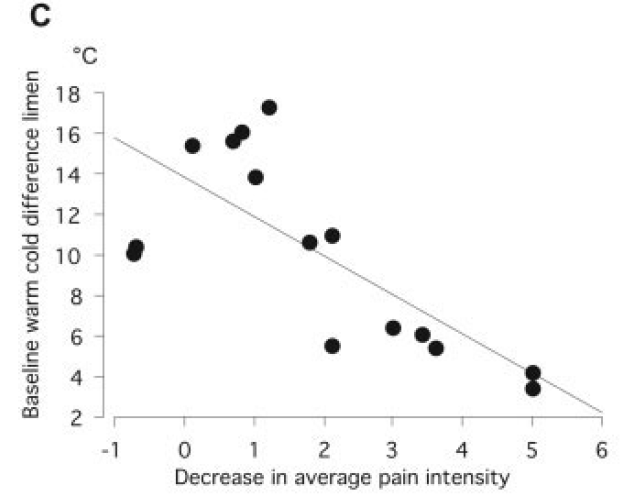 C
°C
Baseline warm cold difference limen
18
16
14
12
10
8
6
4
2
-1 0 1 2 3 4 5 6
Decrease in average pain intensity